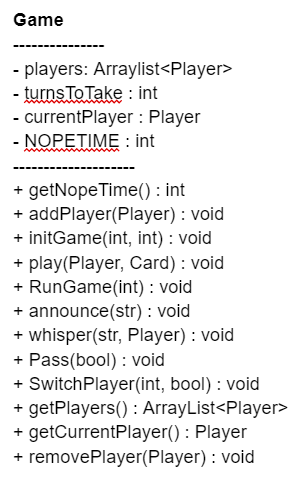 Game
---------------
- players: Arraylist<Player>
- turnsToTake : int
- currentPlayer : Player
- NOPETIME : int
--------------------
+ getNopeTime() : int
+ addPlayer(Player) : void
+ initGame(int, int) : void
+ play(Player, Card) : void
+ RunGame(int) : void
+ announce(str) : void
+ whisper(str, Player) : void
+ Pass(bool) : void
+ SwitchPlayer(int, bool) : void
+ getPlayers() : ArrayList<Player>
+ getCurrentPlayer() : Player
+ removePlayer(Player) : void